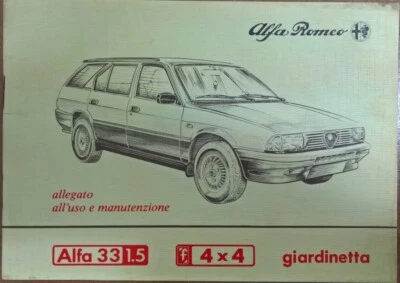 Alfa Romeo
allegato
all'uso e manutenzione
Alfa 33 1.5 4x4 giardinetta